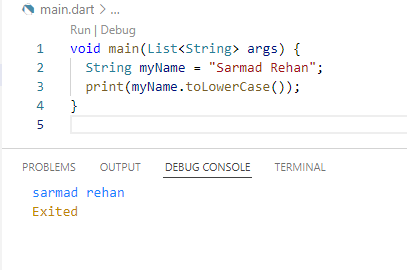 main.dart > ...
Run | Debug
1 void main(List<String> args) {
2 String myName = "Sarmad Rehan";
3 print(myName.toLowerCase());
4 }
5
PROBLEMS OUTPUT DEBUG CONSOLE TERMINAL
sarmad rehan
Exited